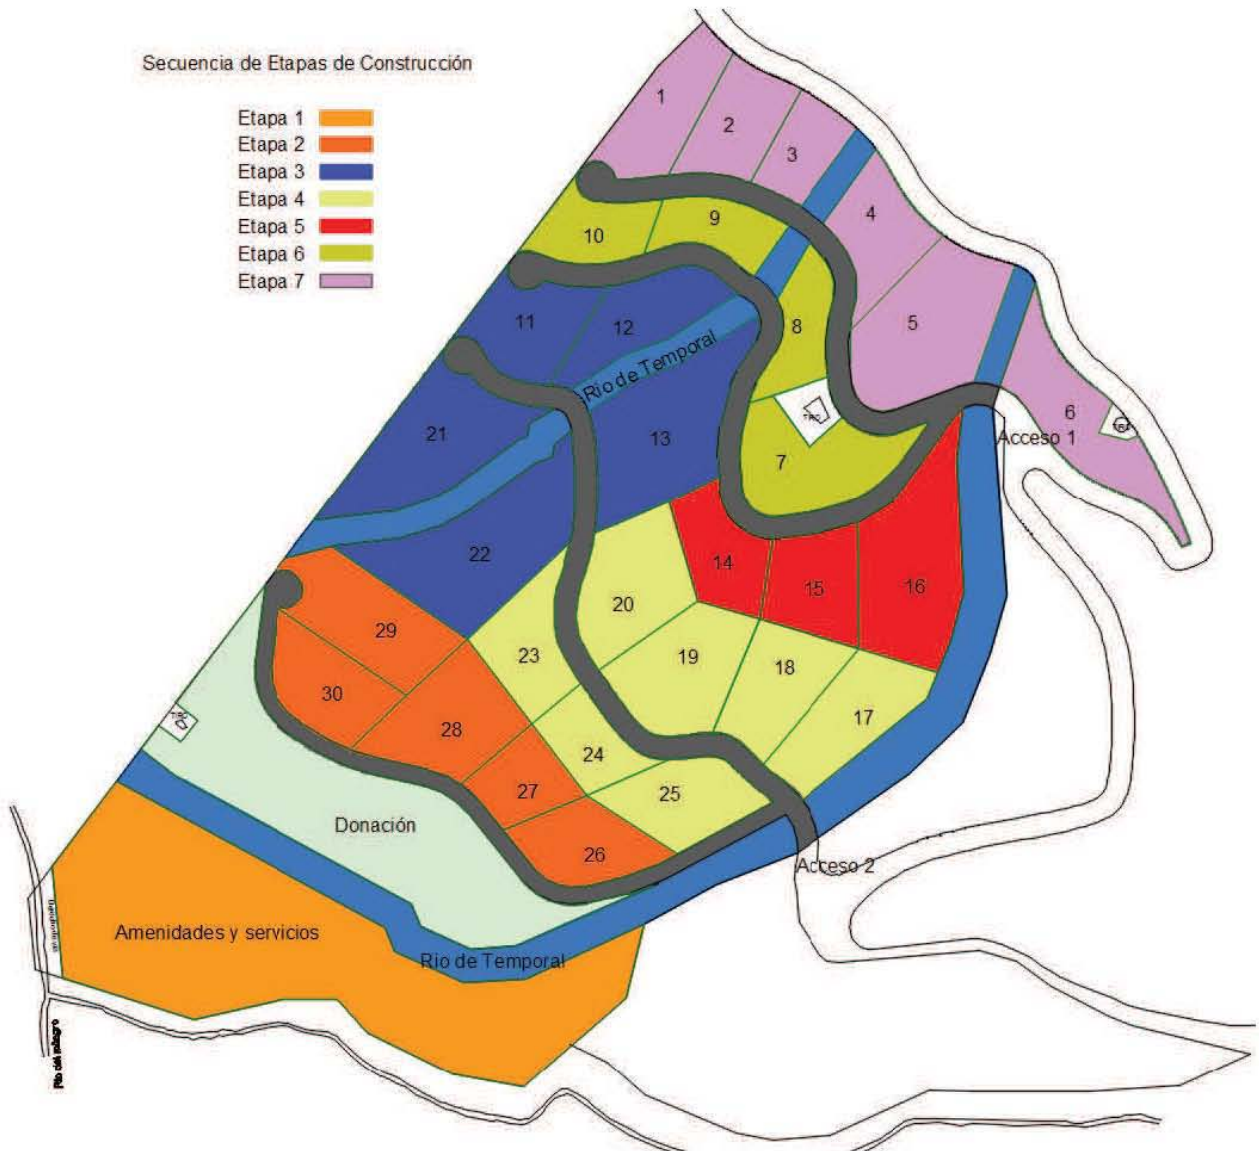 Secuencia de Etapas de Construcción
Etapa 1
Etapa 2
Etapa 3
Etapa 4
Etapa 5
Etapa 6
Etapa 7
1
2
3
4
5
6
Acceso 1
7
8
9
10
11
12
Rio de Temporal
13
21
22
14
15
16
20
19
18
17
23
24
25
29
30
28
27
26
Acceso 2
Donación
Amenidades y servicios
Rio de Temporal
Rio del milagro